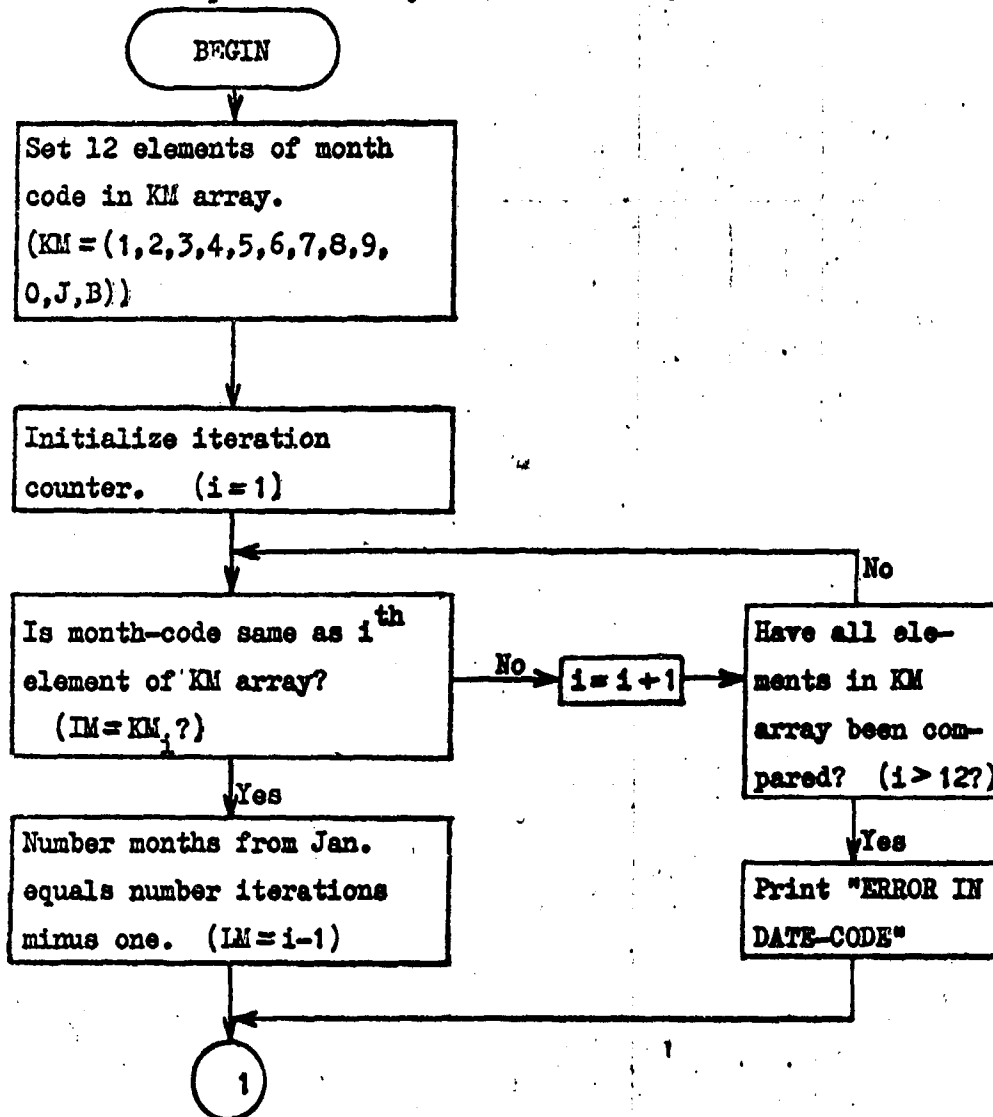 BEGIN
Set 12 elements of month
code in KM array.
(KM = (1,2,3,4,5,6,7,8,9,
0,J,B))
Initialize iteration
counter. (i = 1)
Is month-code same as i^th
element of KM array?
(IM = KM_i ?)
No
i = i + 1
No
Have all ele-
ments in KM
array been com-
pared? (i > 12?)
Yes
Number months from Jan.
equals number iterations
minus one. (LM = i-1)
Yes
Print "ERROR IN
DATE-CODE"
1